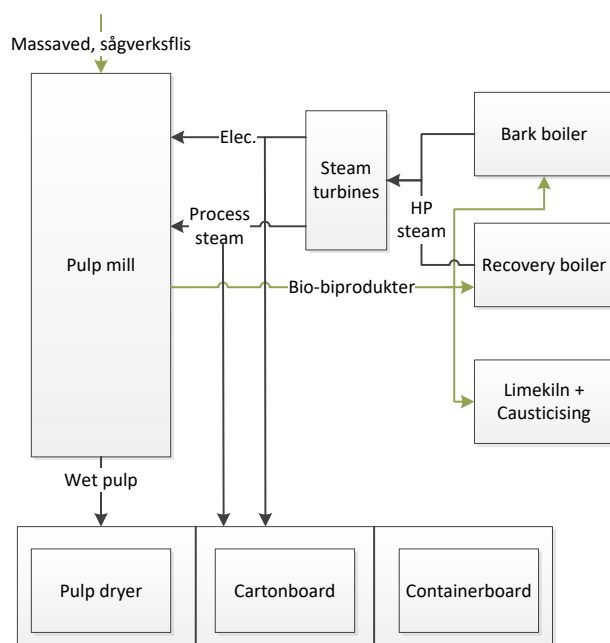 Massaved, sågverksflis
Elec.
Steam
turbines
Bark boiler
Process
steam
HP
steam
Pulp mill
Recovery boiler
Bio-biprodukter
Limekiln +
Causticising
Wet pulp
Pulp dryer
Cartonboard
Containerboard